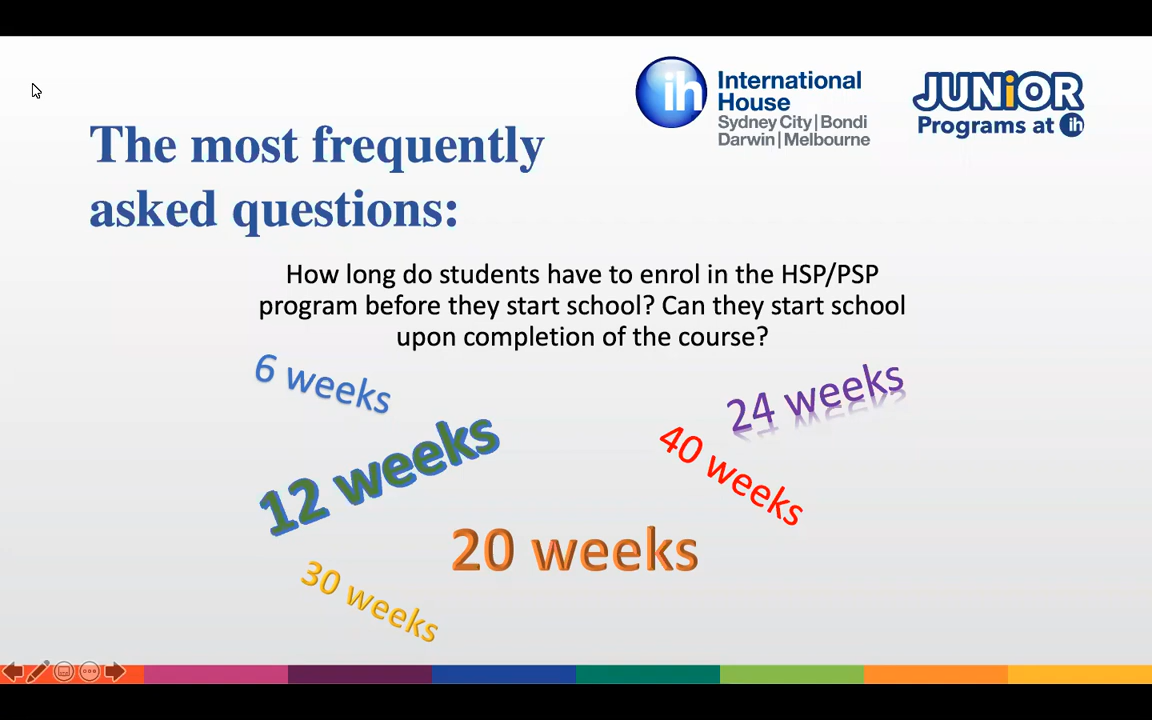 ih International
House
Sydney City|Bondi
Darwin|Melbourne
JUNiOR
Programs at ih
The most frequently
asked questions:
How long do students have to enrol in the HSP/PSP
program before they start school? Can they start school
upon completion of the course?
6 weeks
24 weeks
12 weeks
40 weeks
20 weeks
30 weeks